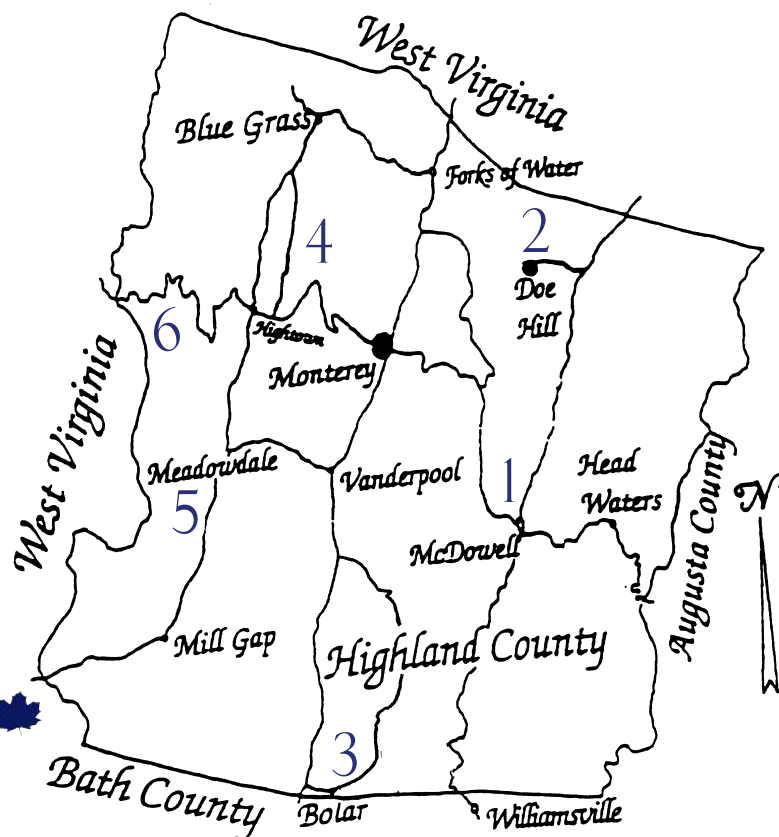 West Virginia
Blue Grass
Forks of Water
4
2
Doe
Hill
6
Hightown
Monterey
West Virginia
Meadowdale
Vanderpool
1
Head
Waters
5
McDowell
Augusta County
N
Mill Gap
Highland County
3
Bath County
Bolar
Williamsville